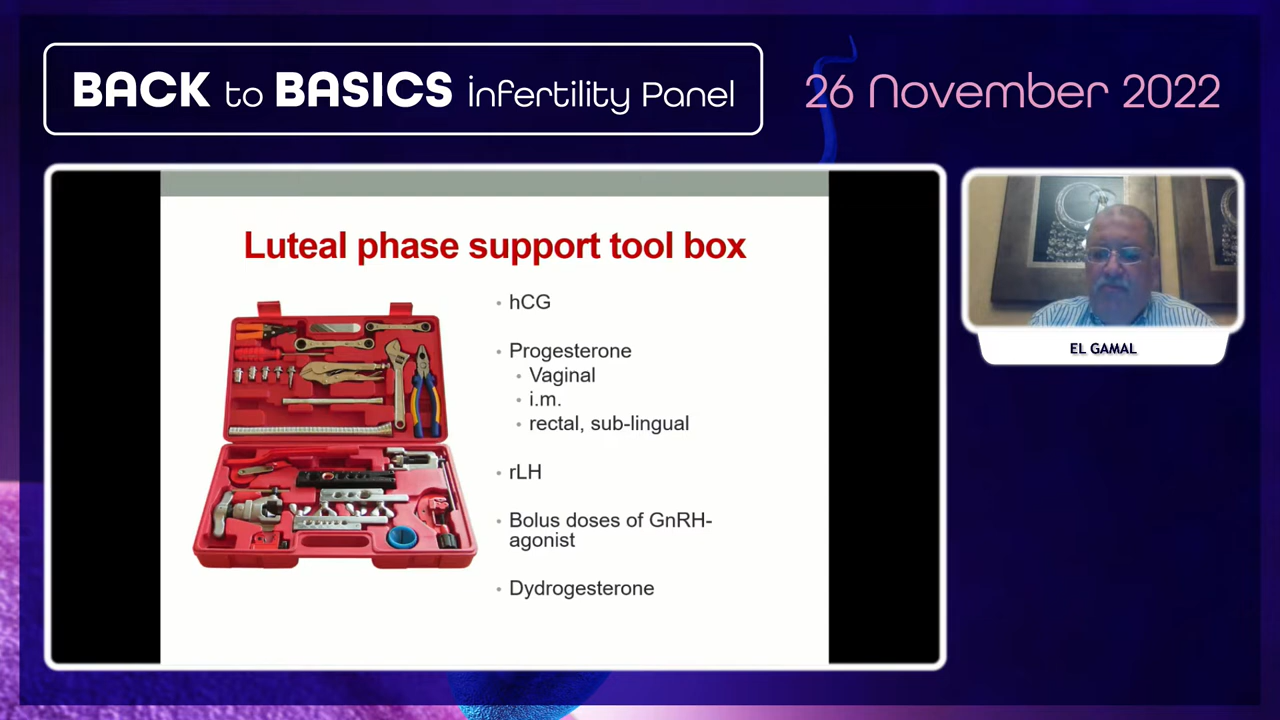 BACK to BASICS infertility Panel
26 November 2022
Luteal phase support tool box
• hCG
• Progesterone
• Vaginal
• i.m.
• rectal, sub-lingual
• rLH
• Bolus doses of GnRH-
agonist
• Dydrogesterone
EL GAMAL